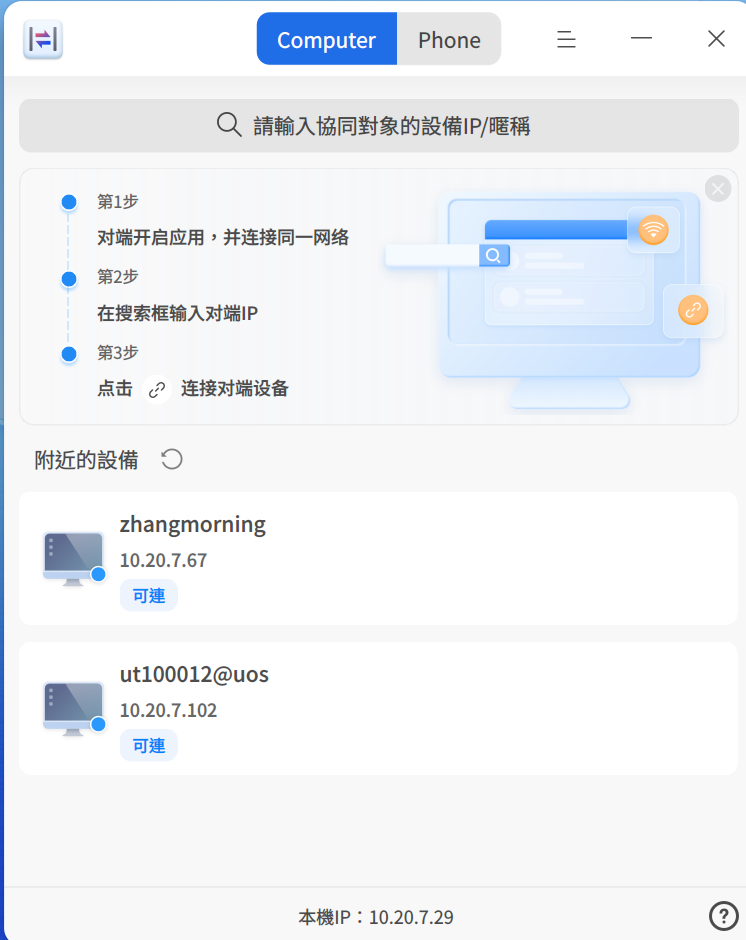 Computer
Phone
請輸入協同對象的設備IP/暱稱
第1步
对端开启应用，并连接同一网络
第2步
在搜索框输入对端IP
第3步
点击 连接对端设备
附近的設備
zhangmorning
10.20.7.67
可連
ut100012@uos
10.20.7.102
可連
本機IP：10.20.7.29
?